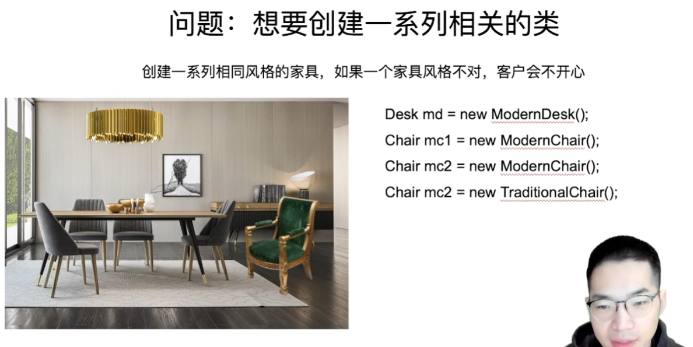 问题：想要创建一系列相关的类
创建一系列相同风格的家具，如果一个家具风格不对，客户会不开心
Desk md = new ModernDesk();
Chair mc1 = new ModernChair();
Chair mc2 = new ModernChair();
Chair mc2 = new TraditionalChair();